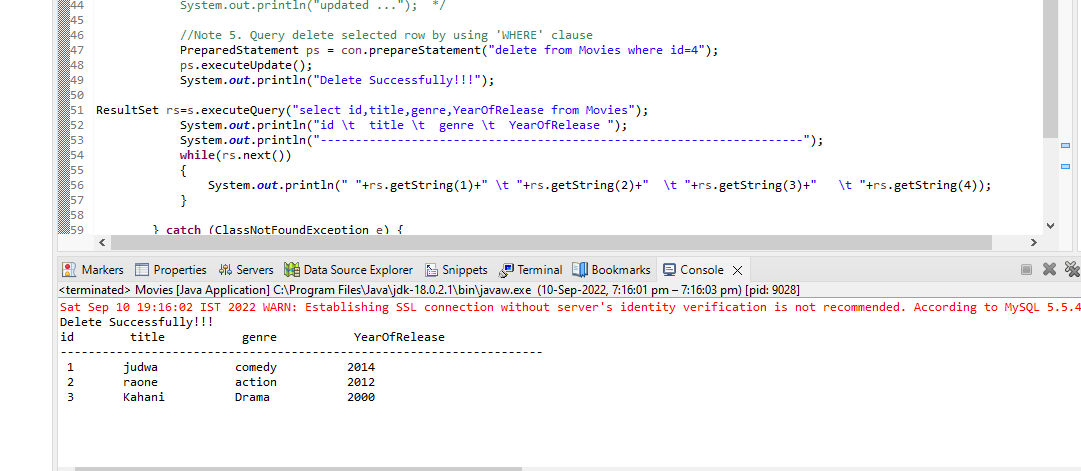 44 System.out.println("updated ..."); */
45
46 //Note 5. Query delete selected row by using 'WHERE' clause
47 PreparedStatement ps = con.prepareStatement("delete from Movies where id=4");
48 ps.executeUpdate();
49 System.out.println("Delete Successfully!!!");
50
51 ResultSet rs=s.executeQuery("select id,title,genre,YearOfRelease from Movies");
52 System.out.println("id \t  title \t  genre \t  YearOfRelease ");
53 System.out.println("---------------------------------------------------------------------");
54 while(rs.next())
55 {
56 System.out.println(" "+rs.getString(1)+" \t "+rs.getString(2)+"  \t "+rs.getString(3)+"   \t "+rs.getString(4));
57 }
58
59 } catch (ClassNotFoundException e) {
Markers Properties Servers Data Source Explorer Snippets Terminal Bookmarks Console
<terminated> Movies [Java Application] C:\Program Files\Java\jdk-18.0.2.1\bin\javaw.exe (10-Sep-2022, 7:16:01 pm – 7:16:03 pm) [pid: 9028]
Sat Sep 10 19:16:02 IST 2022 WARN: Establishing SSL connection without server's identity verification is not recommended. According to MySQL 5.5.4
Delete Successfully!!!
id title genre YearOfRelease
---------------------------------------------------------------------
1 judwa comedy 2014
2 raone action 2012
3 Kahani Drama 2000